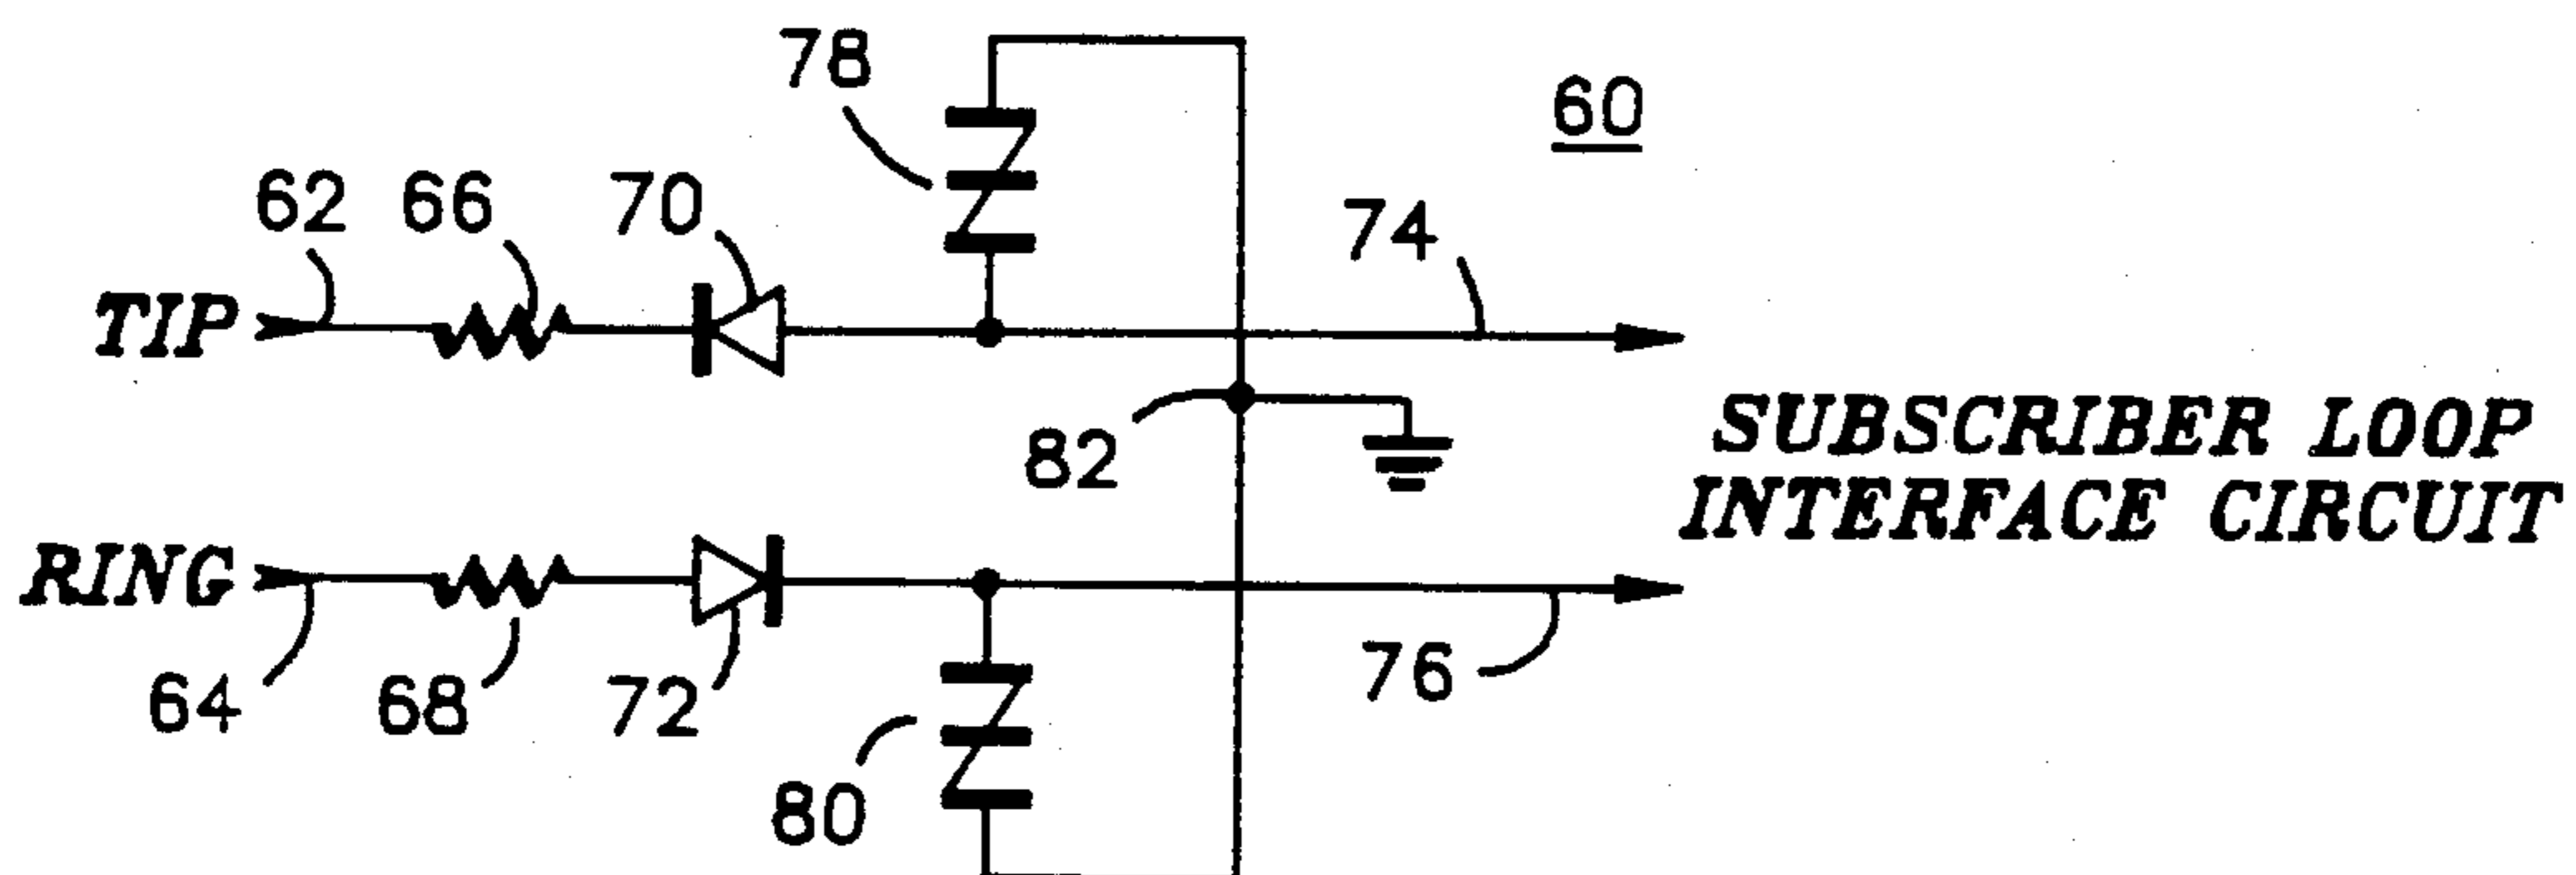 78
60
62 66 70
74
TIP
82
SUBSCRIBER LOOP
INTERFACE CIRCUIT
RING
64 68 72
76
80